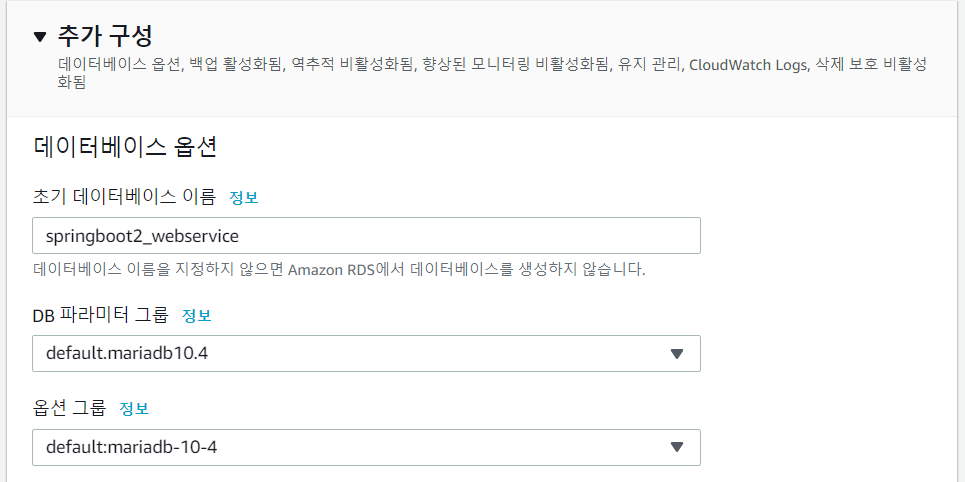 추가 구성
데이터베이스 옵션, 백업 활성화됨, 역추적 비활성화됨, 향상된 모니터링 비활성화됨, 유지 관리, CloudWatch Logs, 삭제 보호 비활성
화됨
데이터베이스 옵션
초기 데이터베이스 이름 정보
springboot2_webservice
데이터베이스 이름을 지정하지 않으면 Amazon RDS에서 데이터베이스를 생성하지 않습니다.
DB 파라미터 그룹 정보
default.mariadb10.4
옵션 그룹 정보
default:mariadb-10-4